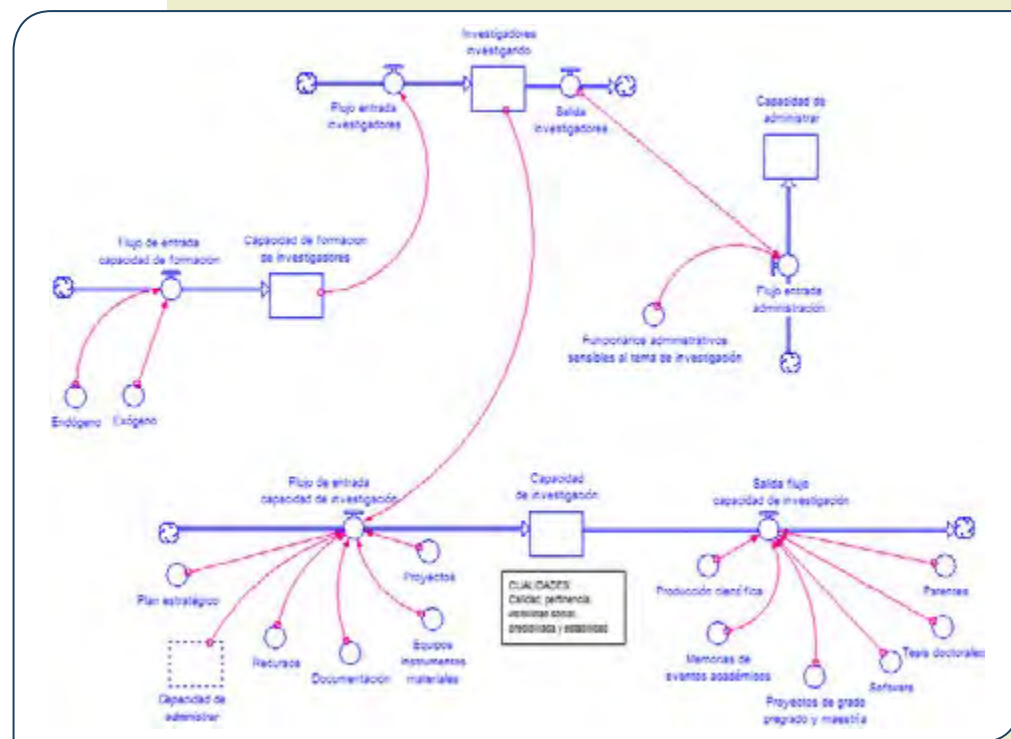 Investigadores
investigando
Flujo entrada
investigadores
Salida
investigadores
Capacidad de
administrar
Flujo de entrada
capacidad de formación
Capacidad de formacion
de investigadores
Flujo entrada
administración
Funcionarios administrativos
sensibles al tema de investigación
Endógeno
Exógeno
Flujo de entrada
capacidad de investigación
Capacidad
de investigación
Salida flujo
capacidad de investigación
Plan estratégico
Proyectos
Recursos
Documentación
Equipos
instrumentos
materiales
Capacidad de
administrar
CUALIDADES:
Calidad, pertinencia,
social,
y estabilidad
Producción científica
Memorias de
eventos académicos
Proyectos de grado
pregrado y maestría
Software
Tesis doctorales